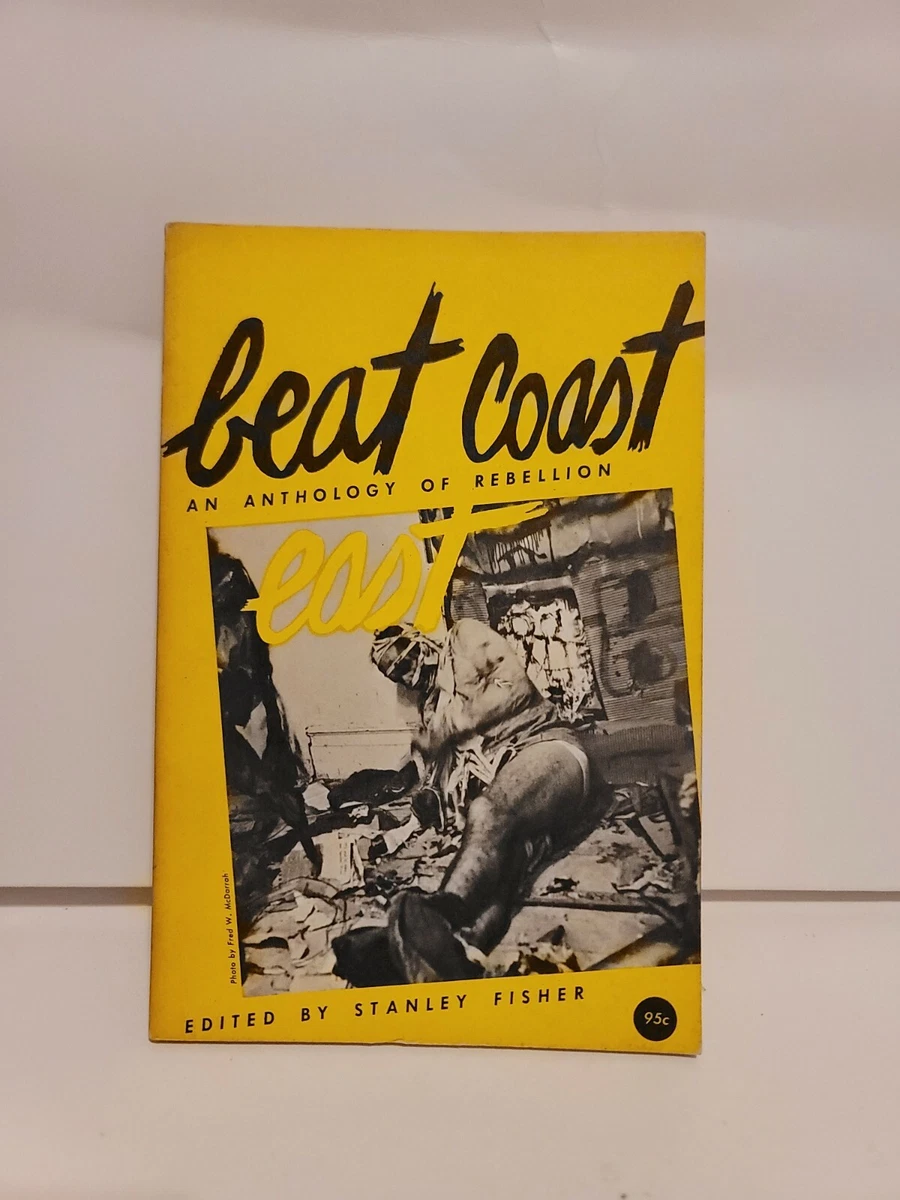 beat coast
AN ANTHOLOGY OF REBELLION
east
Photo by Fred W. McDarrah
EDITED BY STANLEY FISHER
95c